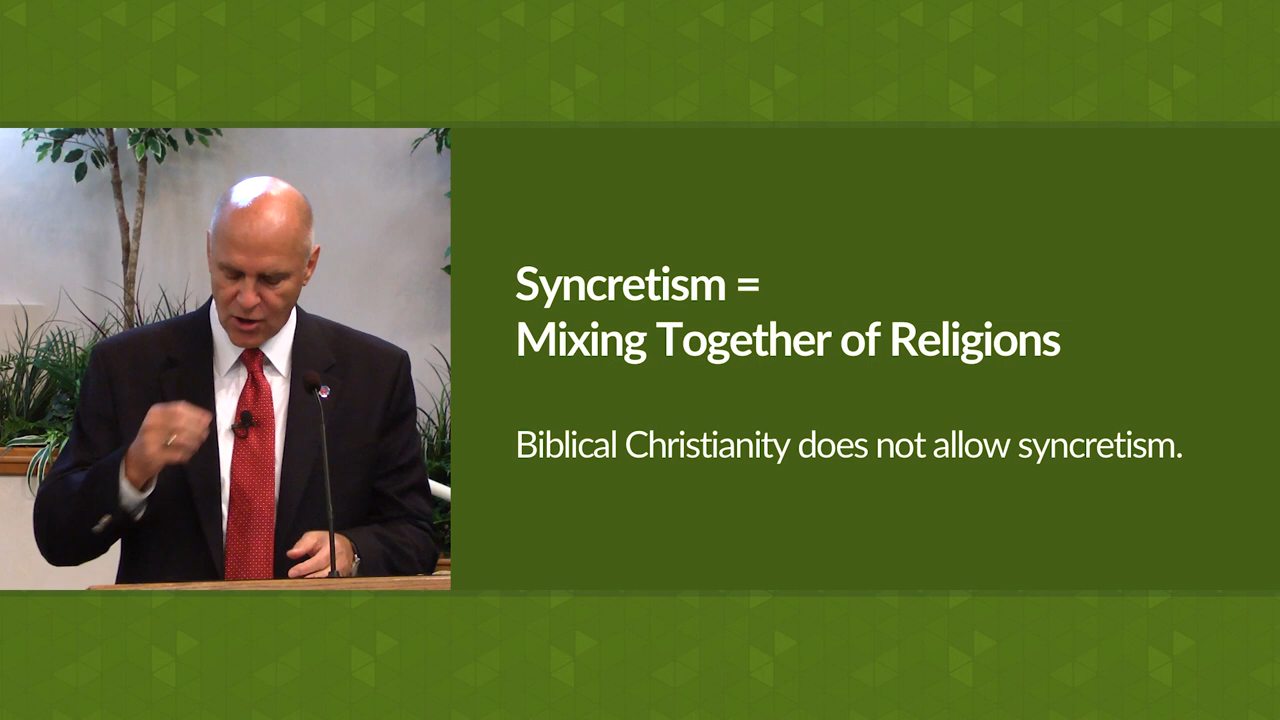 Syncretism =
Mixing Together of Religions
Biblical Christianity does not allow syncretism.